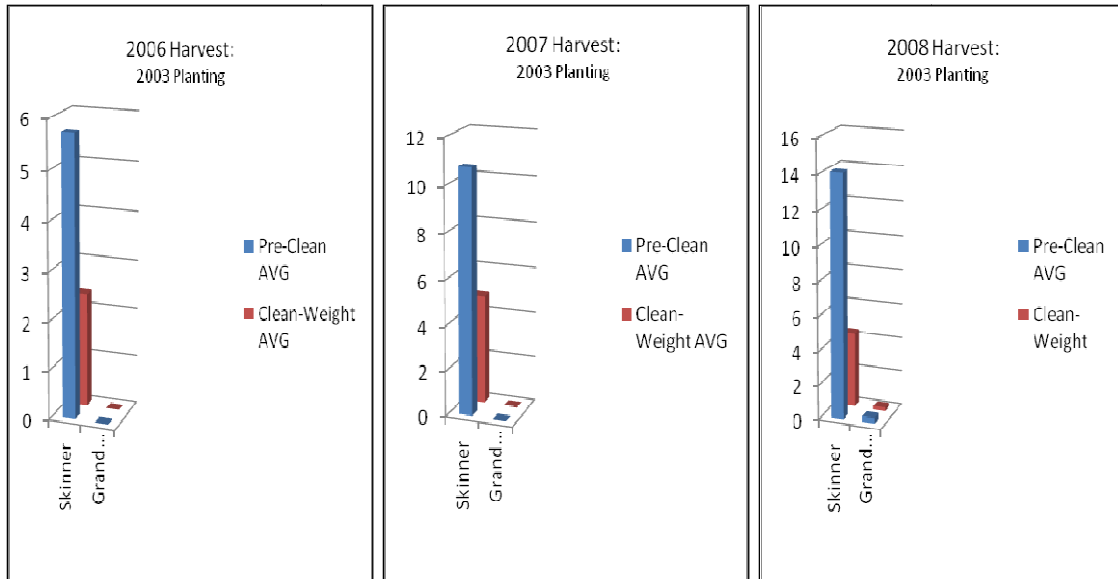 2006 Harvest:
2003 Planting
6
5
4
3
2
1
0
Skinner
Grand...
Pre-Clean
AVG
Clean-Weight
AVG
2007 Harvest:
2003 Planting
12
10
8
6
4
2
0
Skinner
Grand...
Pre-Clean
AVG
Clean-
Weight AVG
2008 Harvest:
2003 Planting
16
14
12
10
8
6
4
2
0
Skinner
Grand...
Pre-Clean
AVG
Clean-
Weight